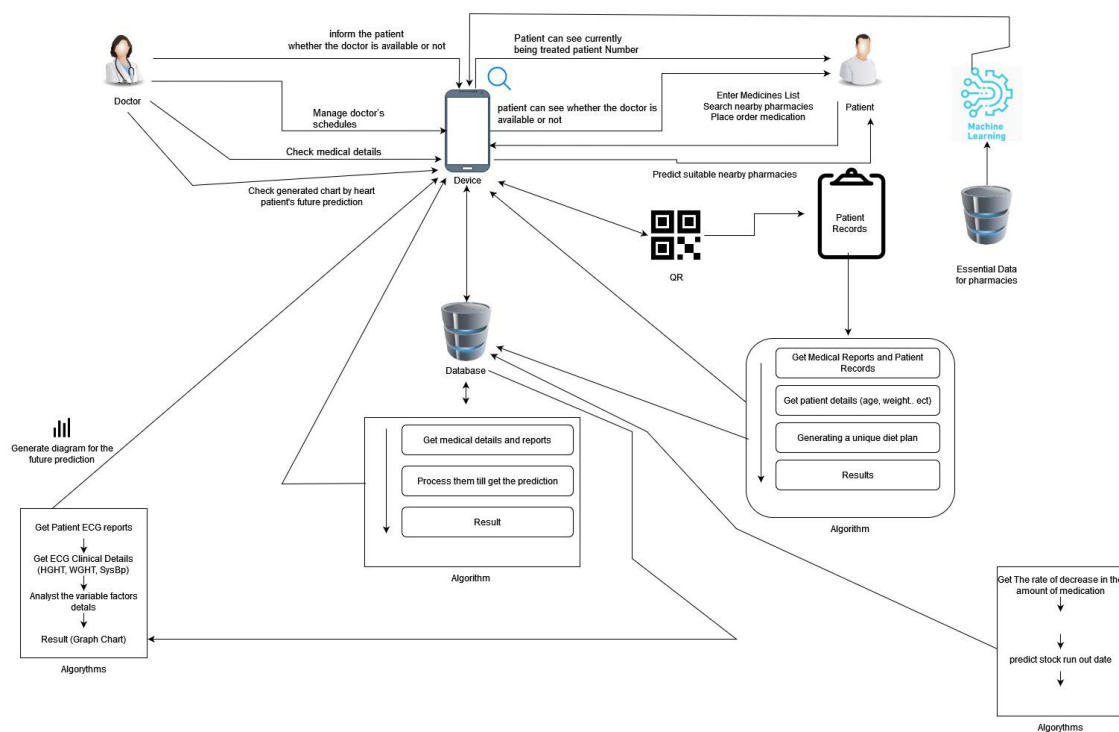 inform the patient
whether the doctor is available or not
Patient can see currently
being treated patient Number
Doctor
Manage doctor's
schedules
patient can see whether the doctor is
available or not
Enter Medicines List
Search nearby pharmacies
Place order medication
Patient
Machine
Learning
Check medical details
Device
Predict suitable nearby pharmacies
Check generated chart by heart
patient's future prediction
Patient
Records
QR
Essential Data
for pharmacies
Database
Get Medical Reports and Patient
Records
Get patient details (age, weight.. ect)
Generating a unique diet plan
Results
Algorithm
Get medical details and reports
Process them till get the prediction
Result
Algorithm
Generate diagram for the
future prediction
Get Patient ECG reports
Get ECG Clinical Details
(HGHT, WGHT, SysBp)
Analyst the variable factors
detals
Result (Graph Chart)
Algorythms
Get The rate of decrease in the
amount of medication
predict stock run out date
Algorythms